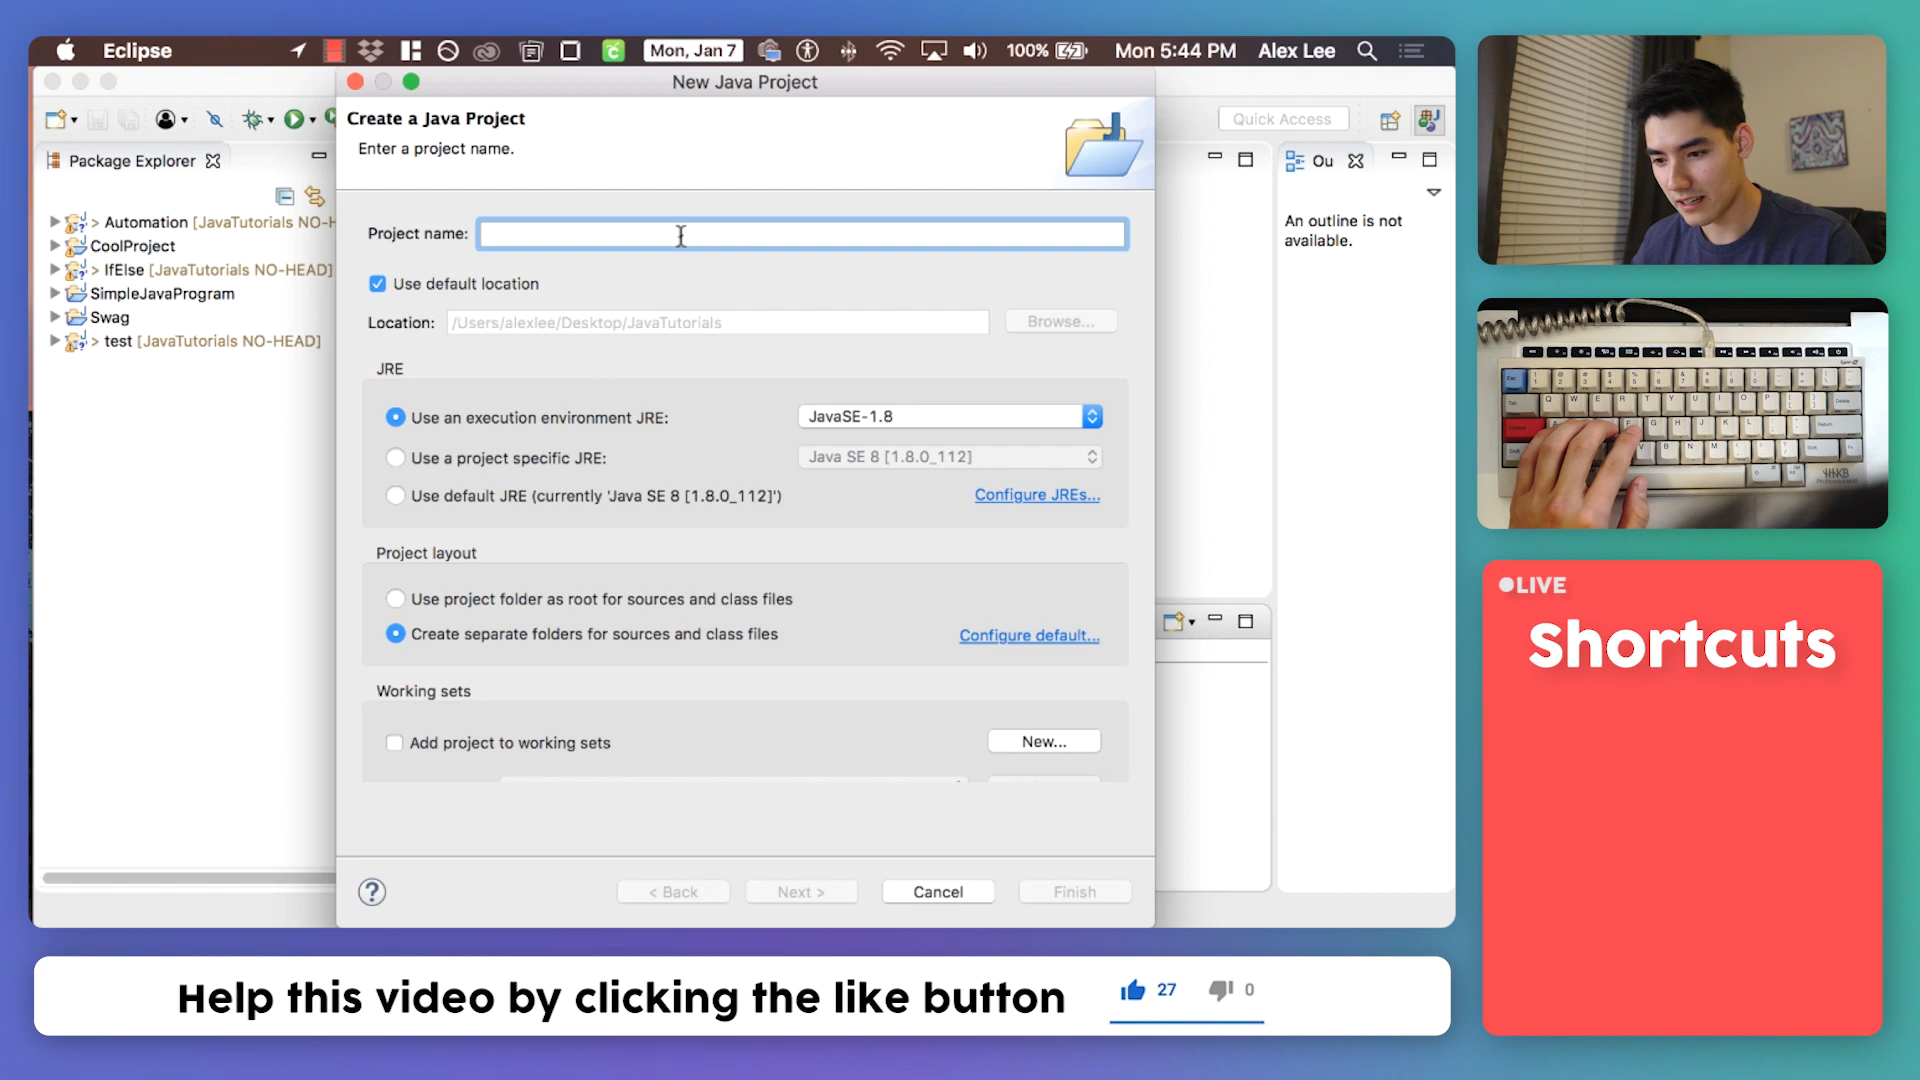 Eclipse
Mon, Jan 7
100%
Mon 5:44 PM
Alex Lee
New Java Project
Create a Java Project
Enter a project name.
Quick Access
Package Explorer
> Automation [JavaTutorials NO-H
CoolProject
> IfElse [JavaTutorials NO-HEAD]
SimpleJavaProgram
Swag
> test [JavaTutorials NO-HEAD]
Project name:
Use default location
Location:
/Users/alexlee/Desktop/JavaTutorials
Browse...
JRE
Use an execution environment JRE:
JavaSE-1.8
Use a project specific JRE:
Java SE 8 [1.8.0_112]
Use default JRE (currently 'Java SE 8 [1.8.0_112]')
Configure JREs...
Project layout
Use project folder as root for sources and class files
Create separate folders for sources and class files
Configure default...
Working sets
Add project to working sets
New...
< Back
Next >
Cancel
Finish
Ou
An outline is not
available.
LIVE
Shortcuts
Help this video by clicking the like button
27
0